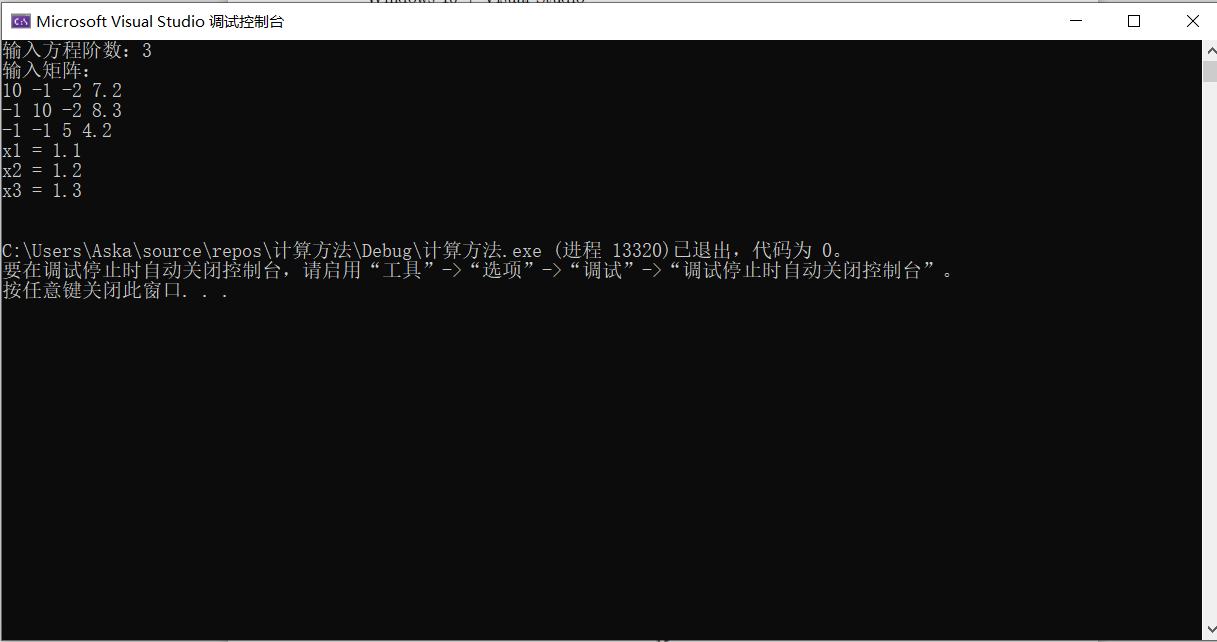 Microsoft Visual Studio 调试控制台
输入方程阶数：3
输入矩阵：
10 -1 -2 7.2
-1 10 -2 8.3
-1 -1 5 4.2
x1 = 1.1
x2 = 1.2
x3 = 1.3
C:\Users\Aska\source\repos\计算方法\Debug\计算方法.exe (进程 13320)已退出，代码为 0。
要在调试停止时自动关闭控制台，请启用“工具”->“选项”->“调试”->“调试停止时自动关闭控制台”。
按任意键关闭此窗口. . .